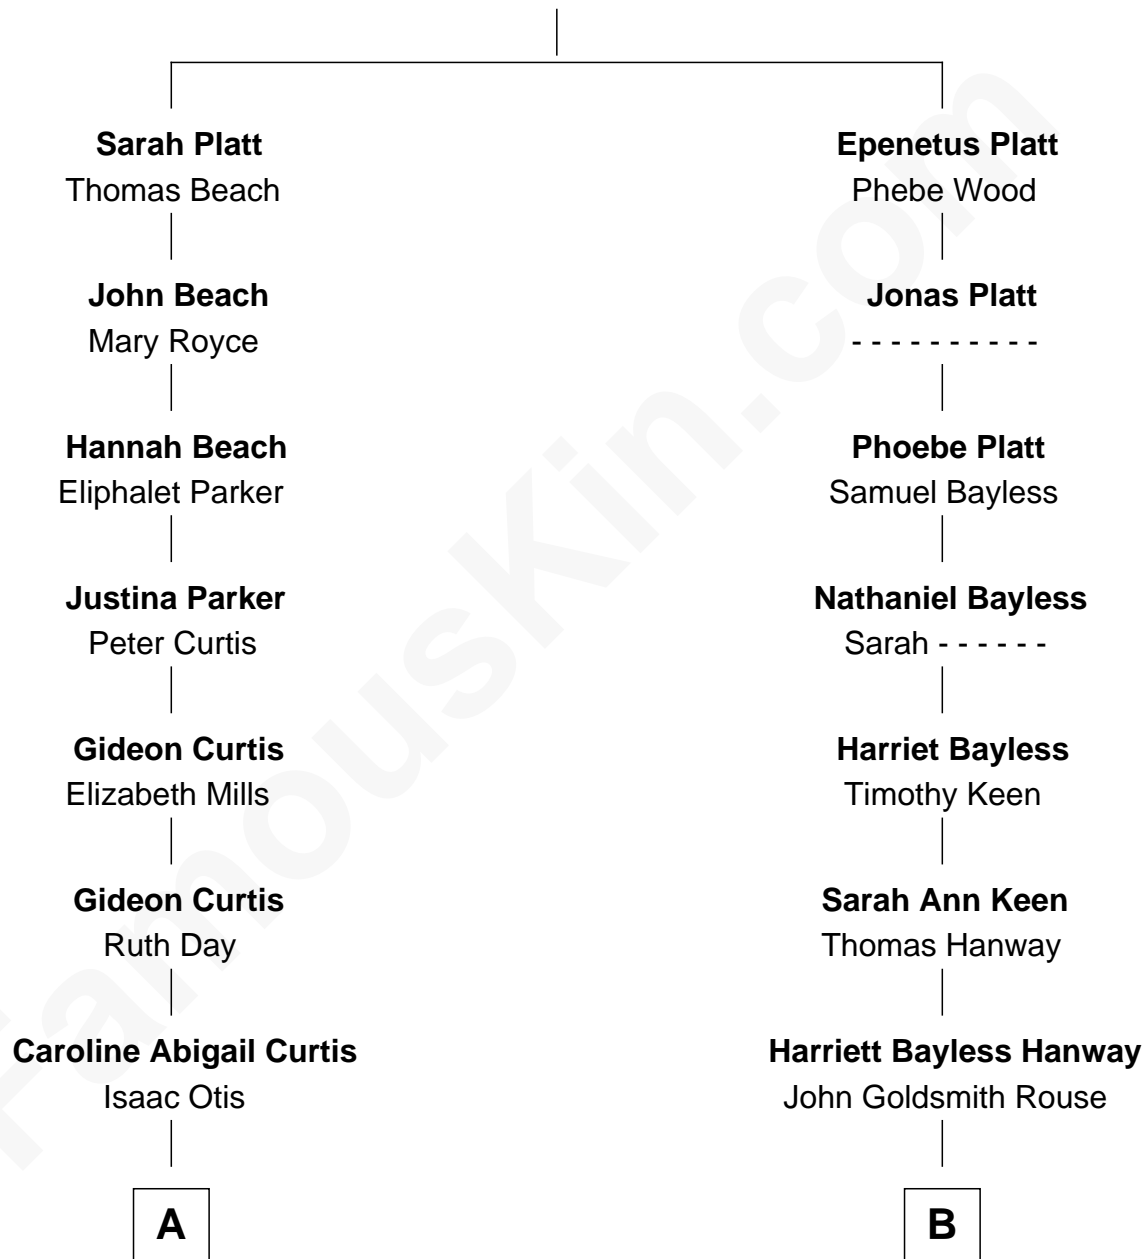 Sarah Platt
Thomas Beach
John Beach
Mary Royce
Hannah Beach
Eliphalet Parker
Justina Parker
Peter Curtis
Gideon Curtis
Elizabeth Mills
Gideon Curtis
Ruth Day
Caroline Abigail Curtis
Isaac Otis
A
Epenetus Platt
Phebe Wood
Jonas Platt
- - - - - - - - - -
Phoebe Platt
Samuel Bayless
Nathaniel Bayless
Sarah - - - - - -
Harriet Bayless
Timothy Keen
Sarah Ann Keen
Thomas Hanway
Harriett Bayless Hanway
John Goldsmith Rouse
B
FamousKin.com